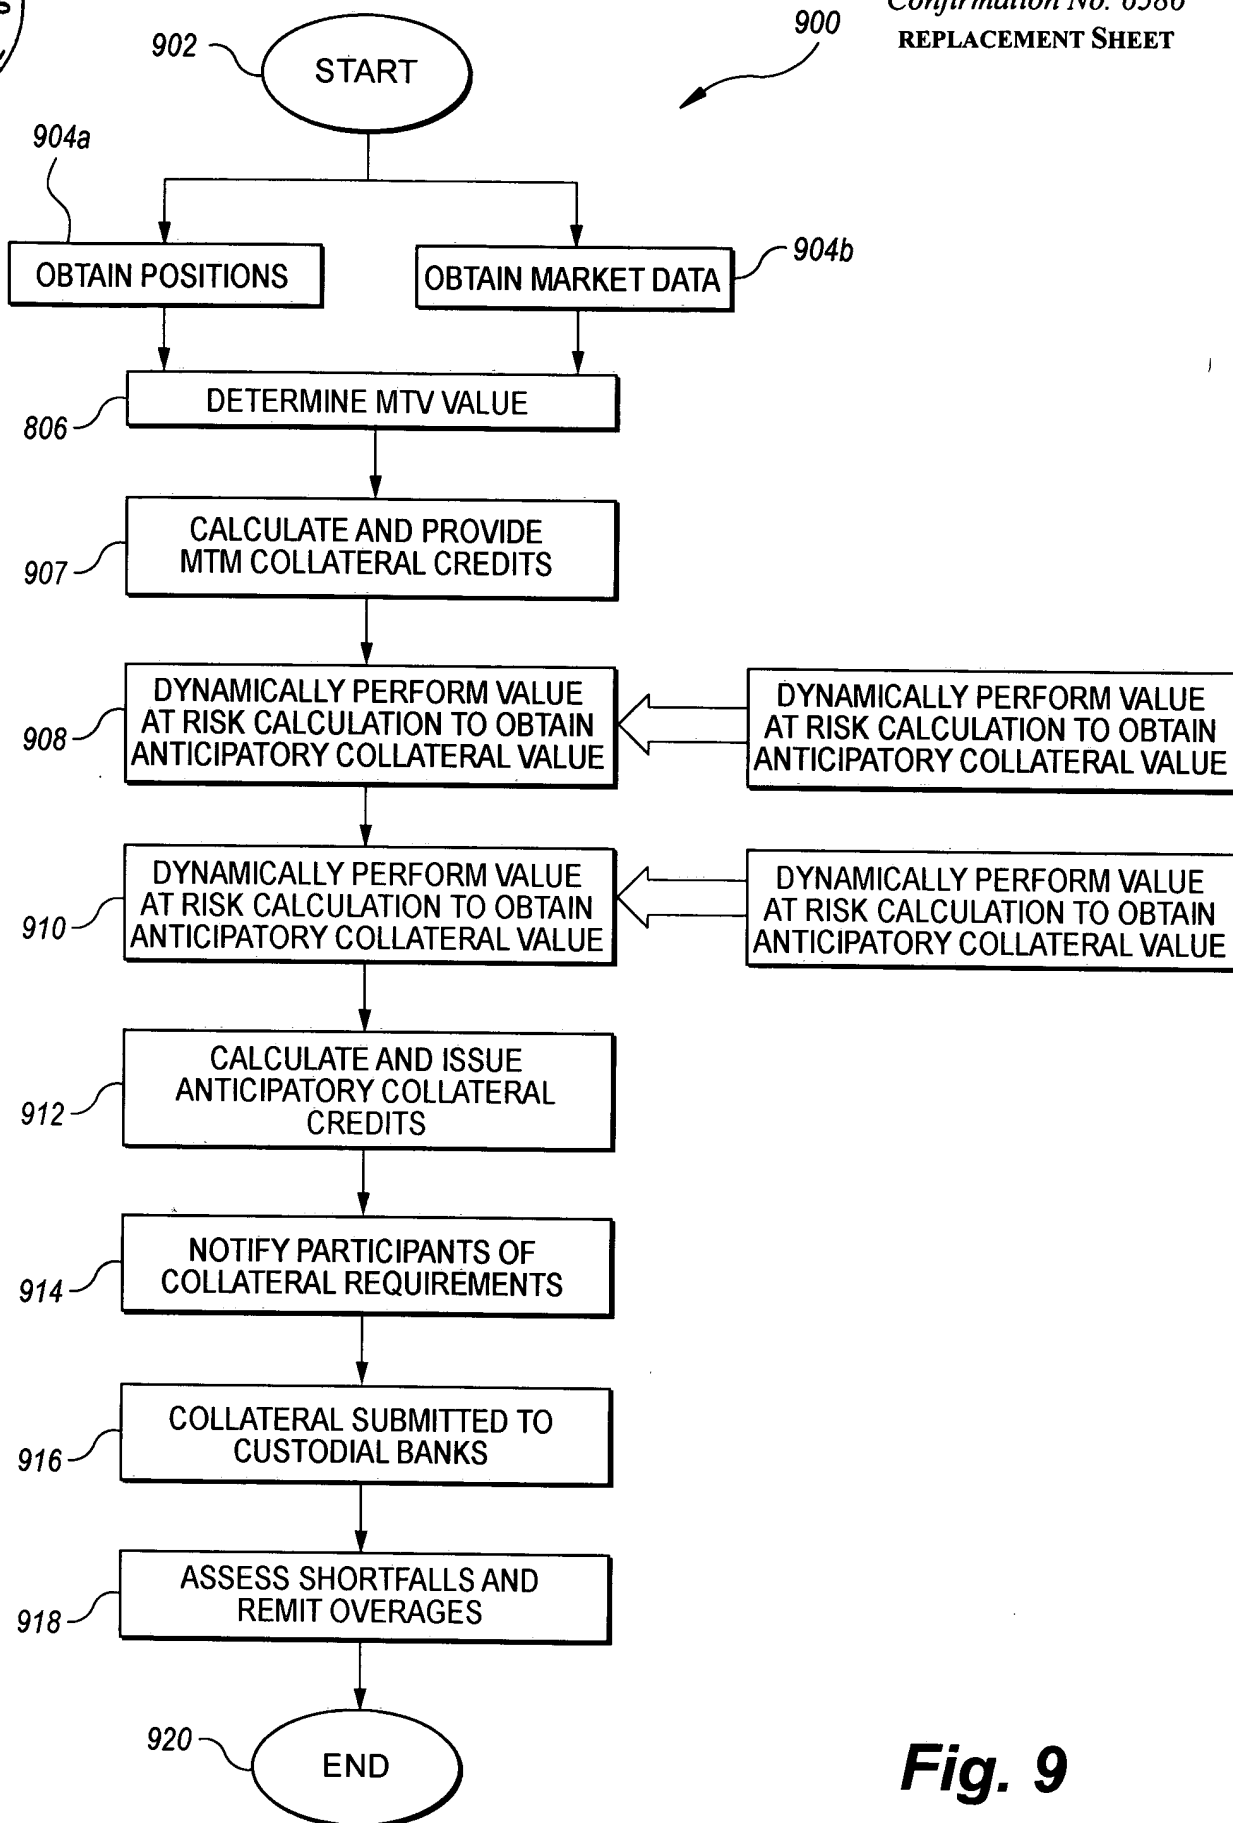 Confirmation No. 6586
REPLACEMENT SHEET
900
902
START
904a
904b
OBTAIN POSITIONS
OBTAIN MARKET DATA
806
DETERMINE MTV VALUE
907
CALCULATE AND PROVIDE
MTM COLLATERAL CREDITS
908
DYNAMICALLY PERFORM VALUE
AT RISK CALCULATION TO OBTAIN
ANTICIPATORY COLLATERAL VALUE
DYNAMICALLY PERFORM VALUE
AT RISK CALCULATION TO OBTAIN
ANTICIPATORY COLLATERAL VALUE
910
DYNAMICALLY PERFORM VALUE
AT RISK CALCULATION TO OBTAIN
ANTICIPATORY COLLATERAL VALUE
DYNAMICALLY PERFORM VALUE
AT RISK CALCULATION TO OBTAIN
ANTICIPATORY COLLATERAL VALUE
912
CALCULATE AND ISSUE
ANTICIPATORY COLLATERAL
CREDITS
914
NOTIFY PARTICIPANTS OF
COLLATERAL REQUIREMENTS
916
COLLATERAL SUBMITTED TO
CUSTODIAL BANKS
918
ASSESS SHORTFALLS AND
REMIT OVERAGES
920
END
Fig. 9